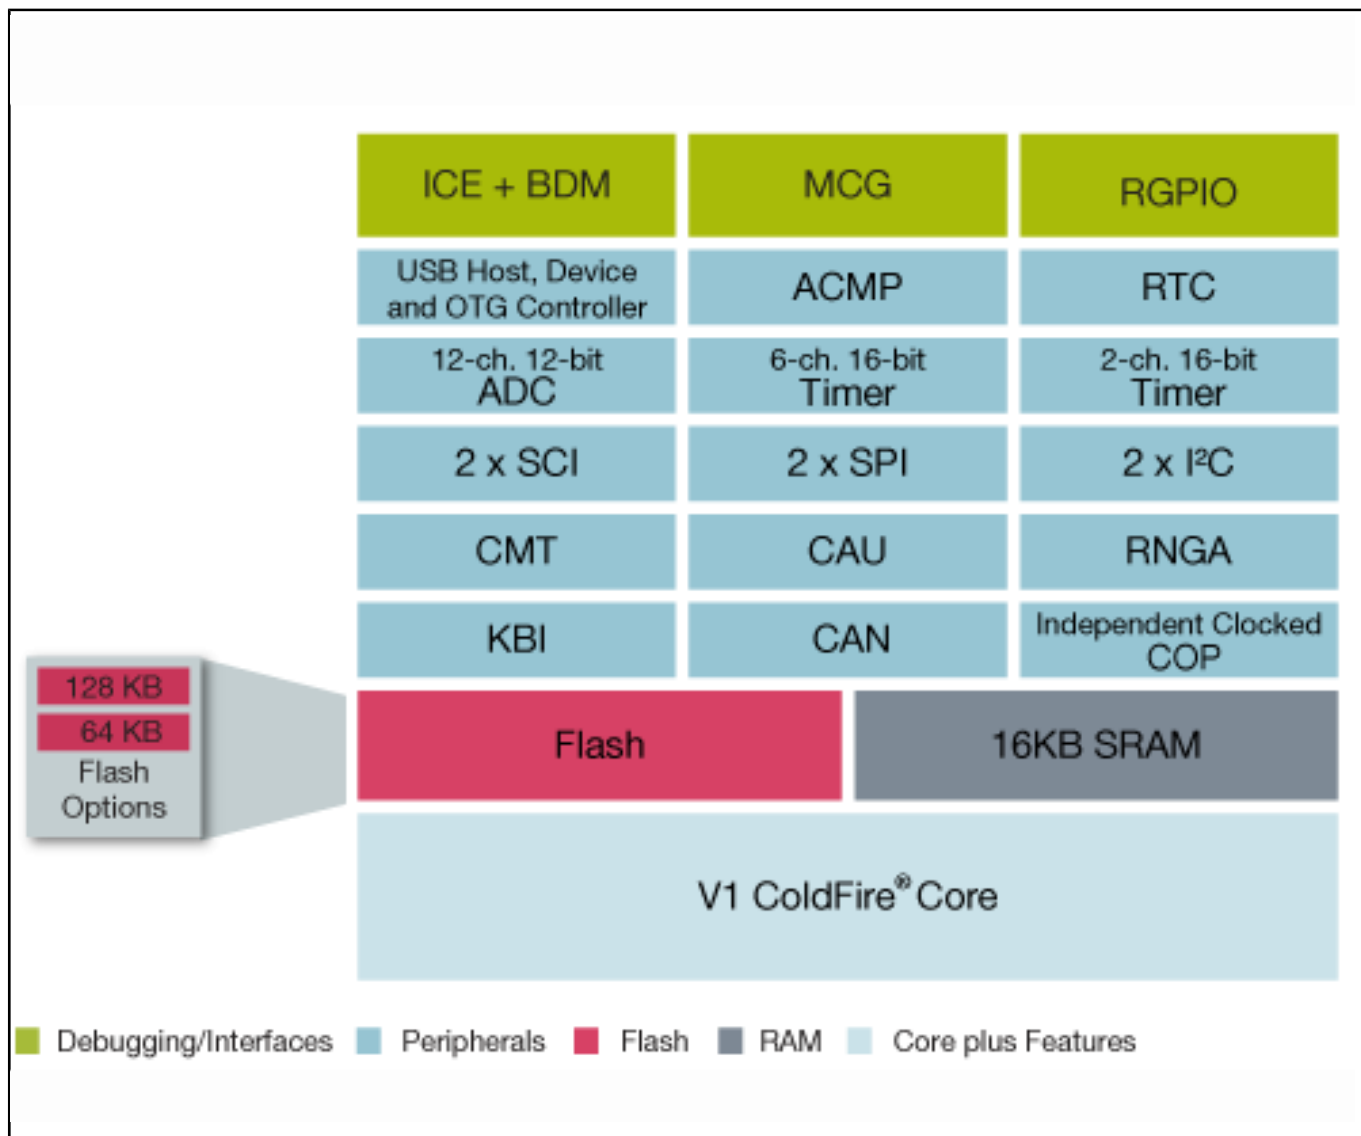 ICE + BDM
MCG
RGPIO
USB Host, Device
and OTG Controller
ACMP
RTC
12-ch. 12-bit
ADC
6-ch. 16-bit
Timer
2-ch. 16-bit
Timer
2 x SCI
2 x SPI
2 x I²C
CMT
CAU
RNGA
KBI
CAN
Independent Clocked
COP
128 KB
64 KB
Flash
Options
Flash
16KB SRAM
V1 ColdFire® Core
Debugging/Interfaces
Peripherals
Flash
RAM
Core plus Features